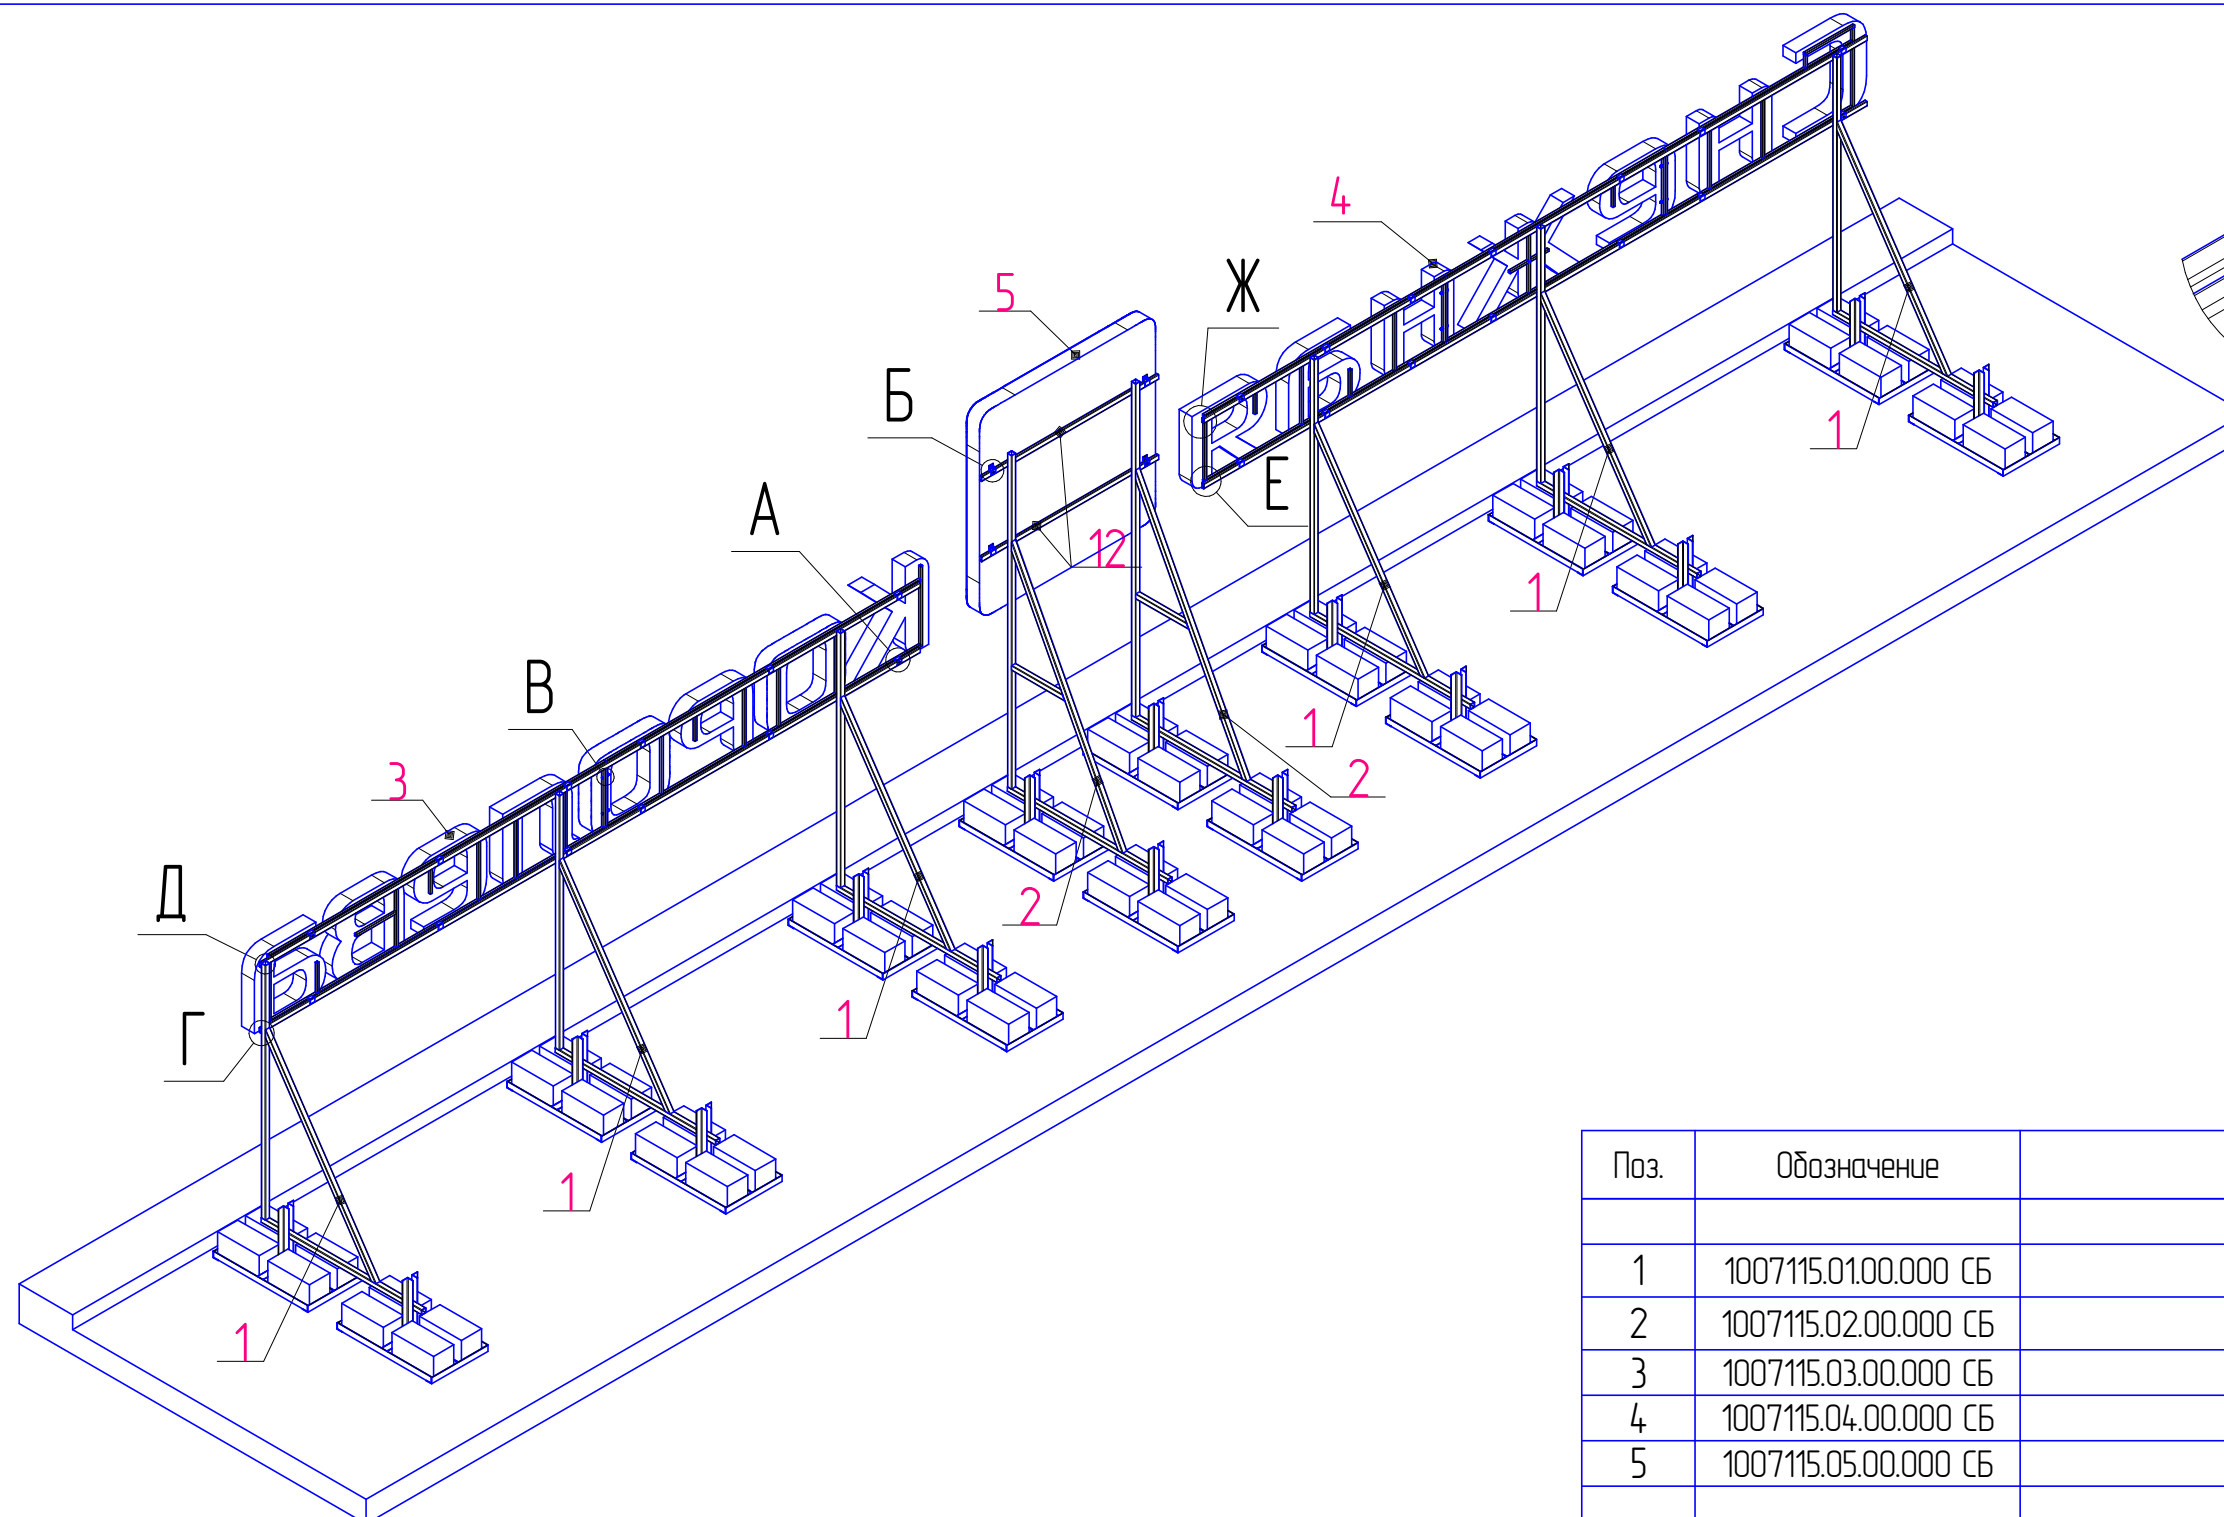 4
Ж
5
Б
1
Е
А
12
1
В
1
3
2
Д
2
Г
1
1
1
Поз. Обозначение
1 1007115.01.00.000 СБ
2 1007115.02.00.000 СБ
3 1007115.03.00.000 СБ
4 1007115.04.00.000 СБ
5 1007115.05.00.000 СБ